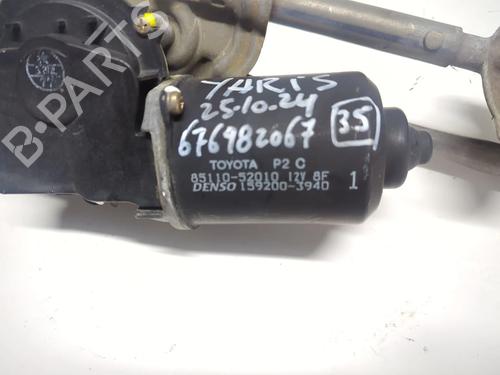 YARIS
25-10-24
676982067
35
TOYOTA P2 C
85110-52010 12V 8F
DENSO 159200-3940 1
B-PARTS